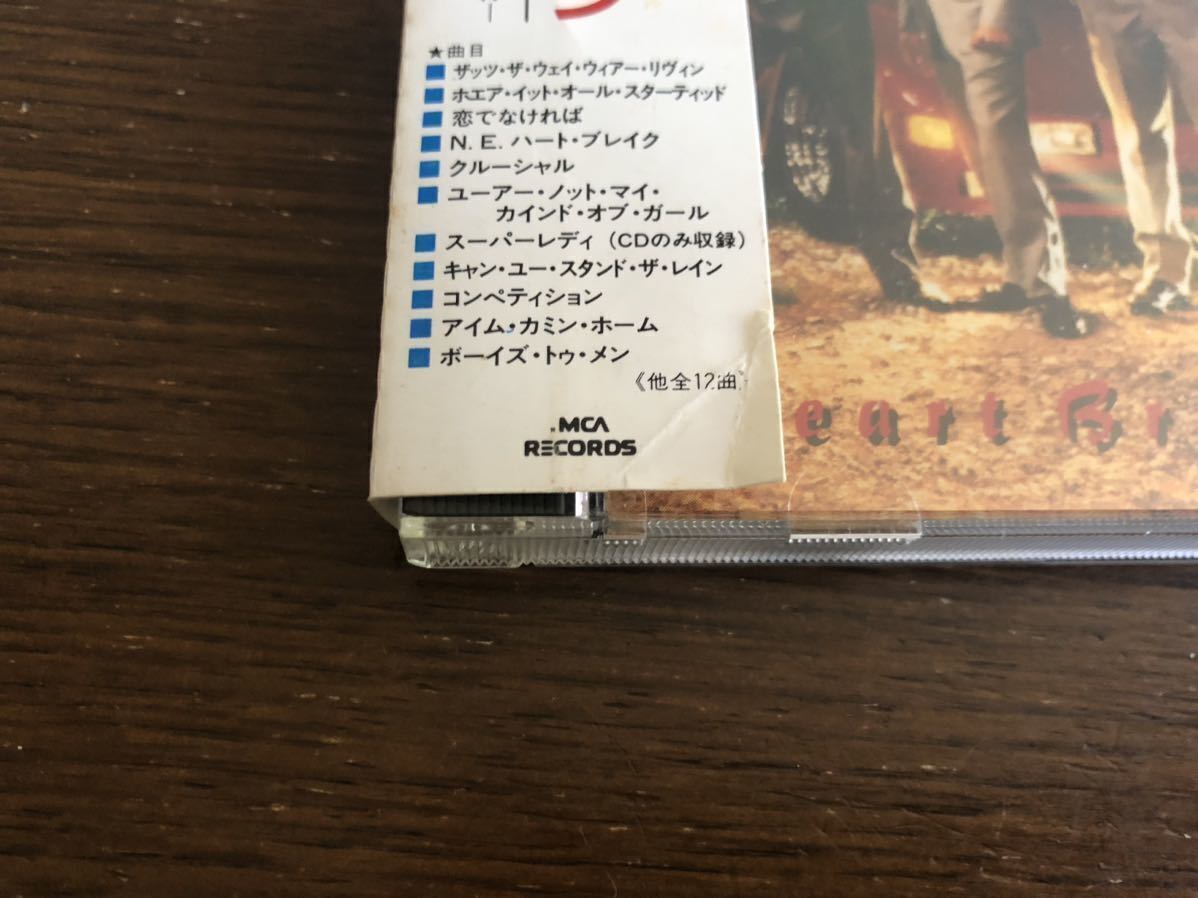 ★曲目
■ ザッツ・ザ・ウェイ・ウィアー・リヴィン
■ ホエア・イット・オール・スターティッド
■ 恋でなければ
■ N.E.ハート・ブレイク
■ クルーシャル
■ ユーアー・ノット・マイ・
カインド・オブ・ガール
■ スーパーレディ（CDのみ収録）
■ キャン・ユー・スタンド・ザ・レイン
■ コンペティション
■ アイム・カミン・ホーム
■ ボーイズ・トゥ・メン
《他全12曲》
MCA
RECORDS
eart Br